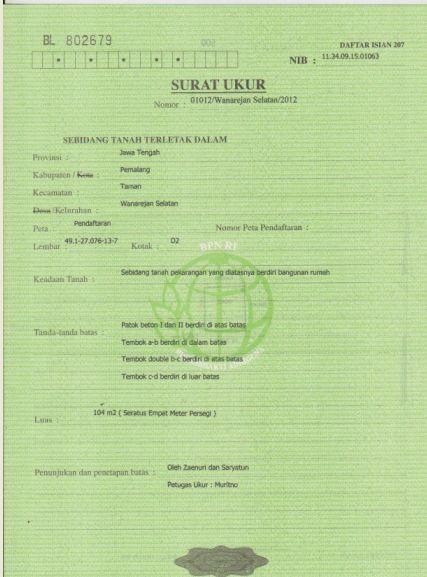 BL 802679
DAFTAR ISIAN 207
NIB : 11.34.09.15.01063
SURAT UKUR
Nomor : 01012/Wanarejan Selatan/2012
SEBIDANG TANAH TERLETAK DALAM
Provinsi : Jawa Tengah
Kabupaten / Kota : Pemalang
Kecamatan : Taman
Desa /Kelurahan : Wanarejan Selatan
Peta : Pendaftaran Nomor Peta Pendaftaran :
Lembar : 49.1-27.076-13-7 Kotak : D2
BPN RI
Keadaan Tanah : Sebidang tanah pekarangan yang diatasnya berdiri bangunan rumah
Tanda-tanda batas : Patok beton I dan II berdiri di atas batas
Tembok a-b berdiri di dalam batas
Tembok double b-c berdiri di atas batas
Tembok c-d berdiri di luar batas
Luas : 104 m2 ( Seratus Empat Meter Persegi )
Penunjukan dan penetapan batas : Oleh Zaenuri dan Saryatun
Petugas Ukur : Muritno